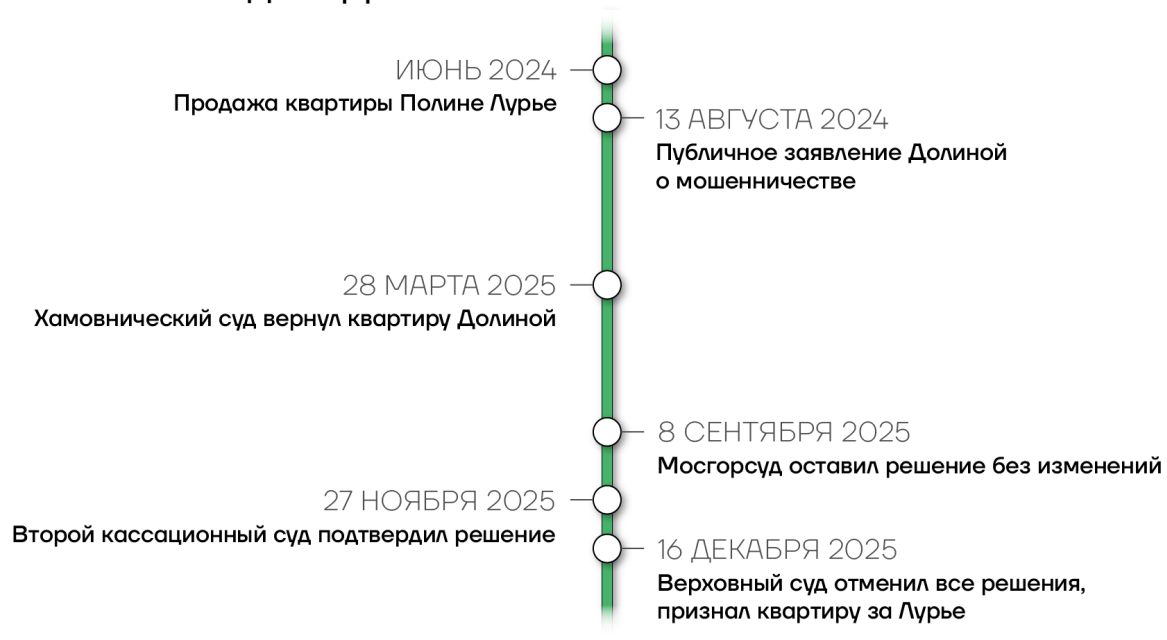 ИЮНЬ 2024
Продажа квартиры Полине Лурье
13 АВГУСТА 2024
Публичное заявление Долиной
о мошенничестве
28 МАРТА 2025
Хамовнический суд вернул квартиру Долиной
8 СЕНТЯБРЯ 2025
Мосгорсуд оставил решение без изменений
27 НОЯБРЯ 2025
Второй кассационный суд подтвердил решение
16 ДЕКАБРЯ 2025
Верховный суд отменил все решения,
признал квартиру за Лурье